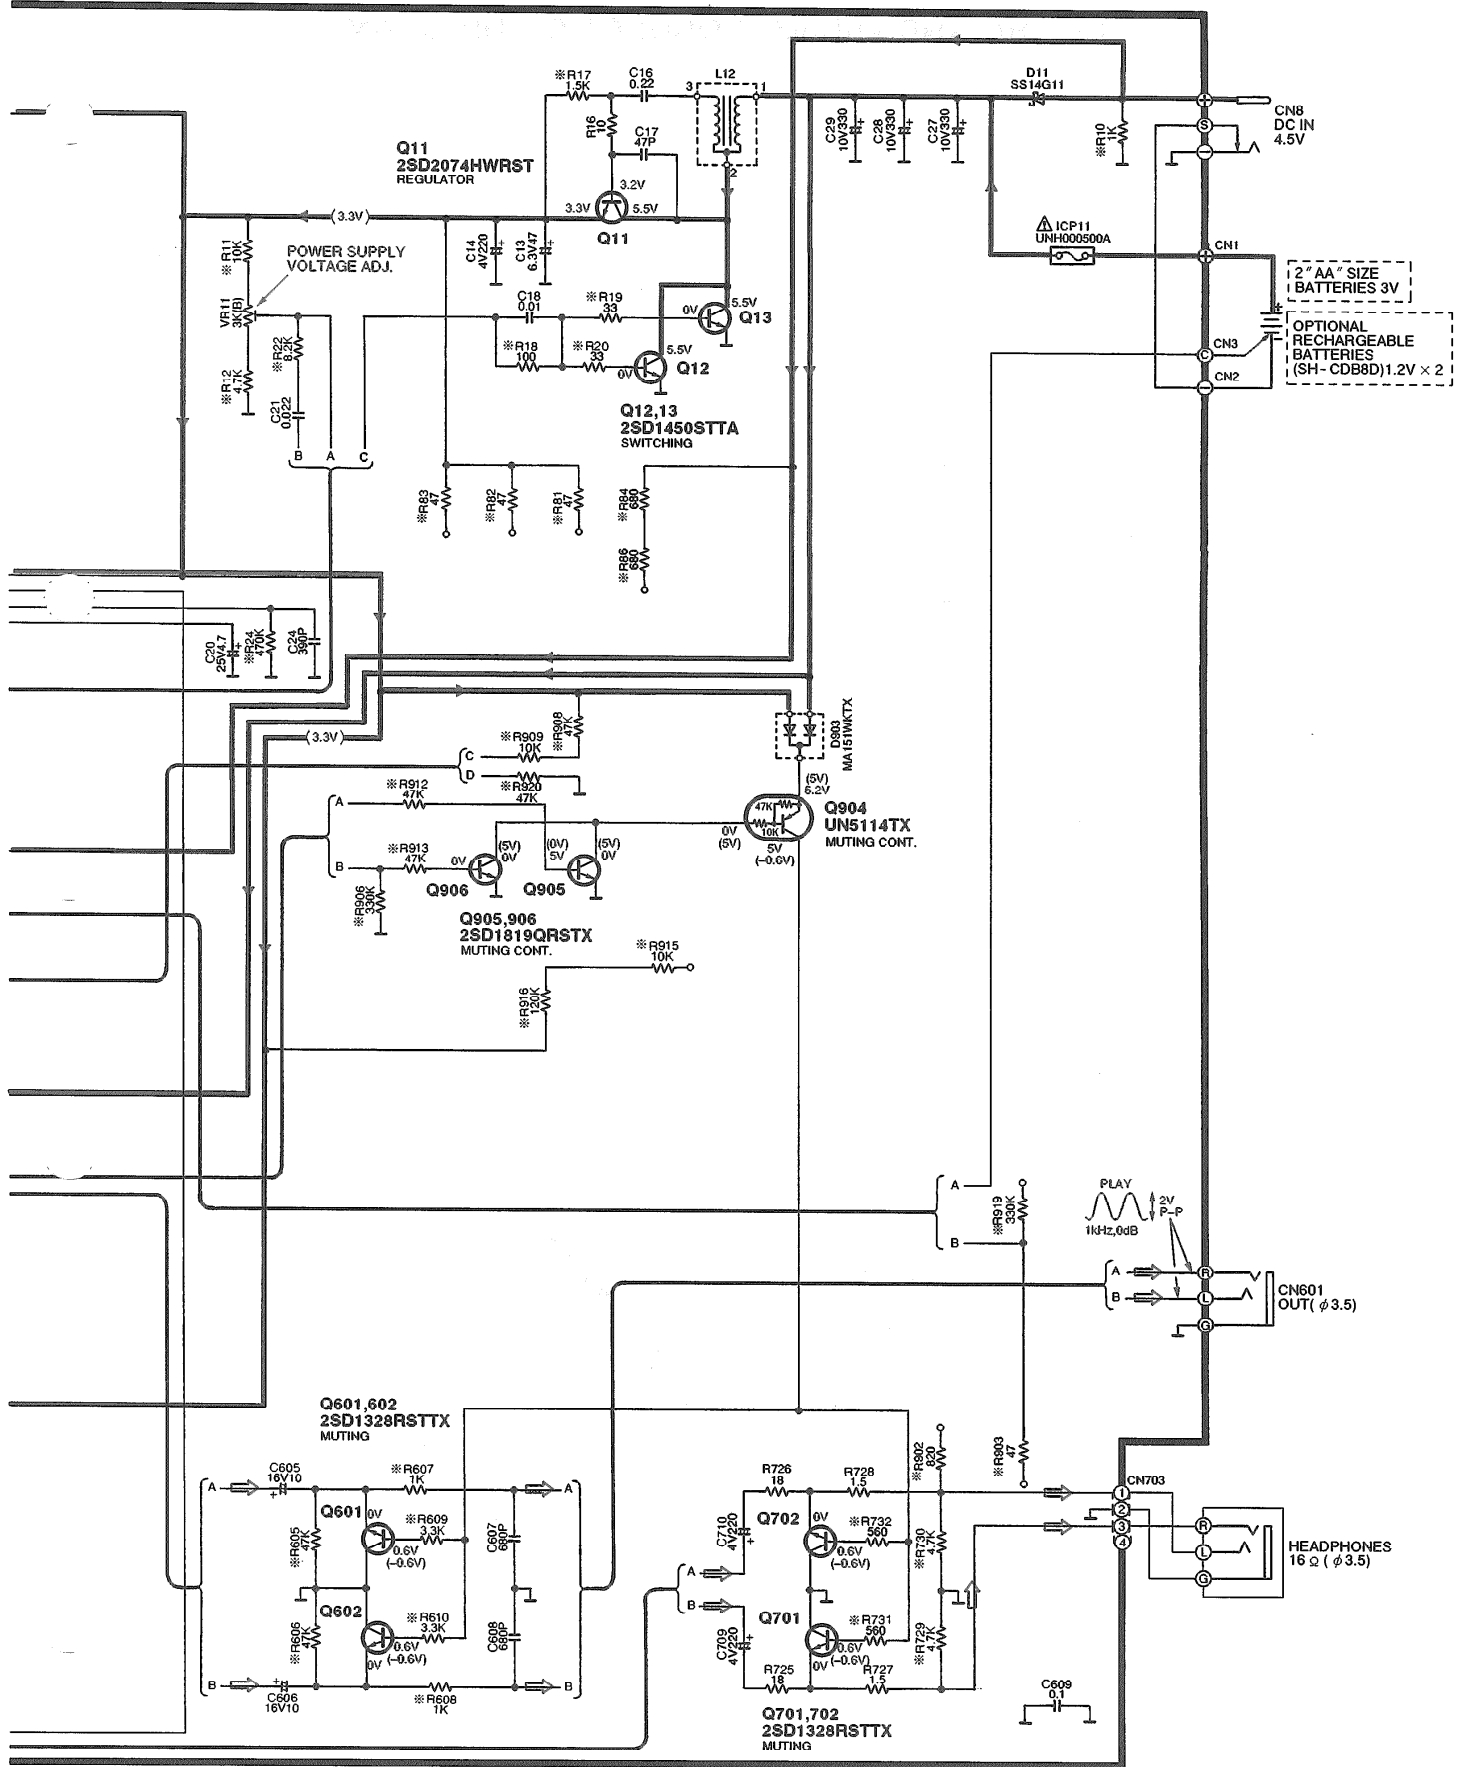 ※R17
1.5K
C16
0.22
L12
3
1
2
D11
SS14G11
CN8
DC IN
4.5V
+
S
−
R16
10
C17
47P
C29
10V330
C28
10V330
C27
10V330
※R10
1K
Q11
2SD2074HWRST
REGULATOR
3.2V
3.3V
5.5V
Q11
(3.3V)
※R11
10K
POWER SUPPLY
VOLTAGE ADJ.
C14
4V220
C13
6.3V47
⚠ ICP11
UNH000500A
CN1
+
2"AA" SIZE
BATTERIES 3V
OPTIONAL
RECHARGEABLE
BATTERIES
(SH-CDB8D)1.2V × 2
CN3
C
CN2
−
VR11
3K(B)
※R22
8.2K
※R12
4.7K
C21
0.022
C18
0.01
※R19
33
0V
5.5V
Q13
※R18
100
※R20
33
0V
5.5V
Q12
Q12,13
2SD1450STTA
SWITCHING
B A C
※R83
47
※R82
47
※R81
47
※R84
680
※R86
680
C20
25V4.7
※R24
470K
C24
390P
(3.3V)
※R908
47K
※R909
10K
C
D
※R920
47K
D903
MA151WKTX
(5V)
6.2V
47K
10K
Q904
UN5114TX
MUTING CONT.
0V
(5V)
5V
(−0.6V)
※R912
47K
A
B
※R913
47K
0V
(5V)
0V
(0V)
5V
(5V)
0V
Q906
Q905
※R906
330K
Q905,906
2SD1819QRSTX
MUTING CONT.
※R915
10K
※R916
120K
A
B
※R919
330K
PLAY
2V
P-P
1kHz,0dB
A
B
R
L
G
CN601
OUT(φ3.5)
Q601,602
2SD1328RSTTX
MUTING
A
C605
16V10
※R607
1K
A
Q601
0V
※R609
3.3K
0.6V
(−0.6V)
※R605
47K
C607
680P
Q602
※R610
3.3K
0.6V
(−0.6V)
0V
※R606
47K
C608
680P
B
C606
16V10
※R608
1K
B
※R902
820
※R903
47
R726
18
R728
1.5
C710
4V220
Q702
0V
※R732
560
0.6V
(−0.6V)
※R730
4.7K
A
B
Q701
※R731
560
0.6V
(−0.6V)
0V
※R729
4.7K
C709
4V220
R725
18
R727
1.5
Q701,702
2SD1328RSTTX
MUTING
C609
0.1
CN703
1
2
3
4
R
L
G
HEADPHONES
16 Ω (φ3.5)